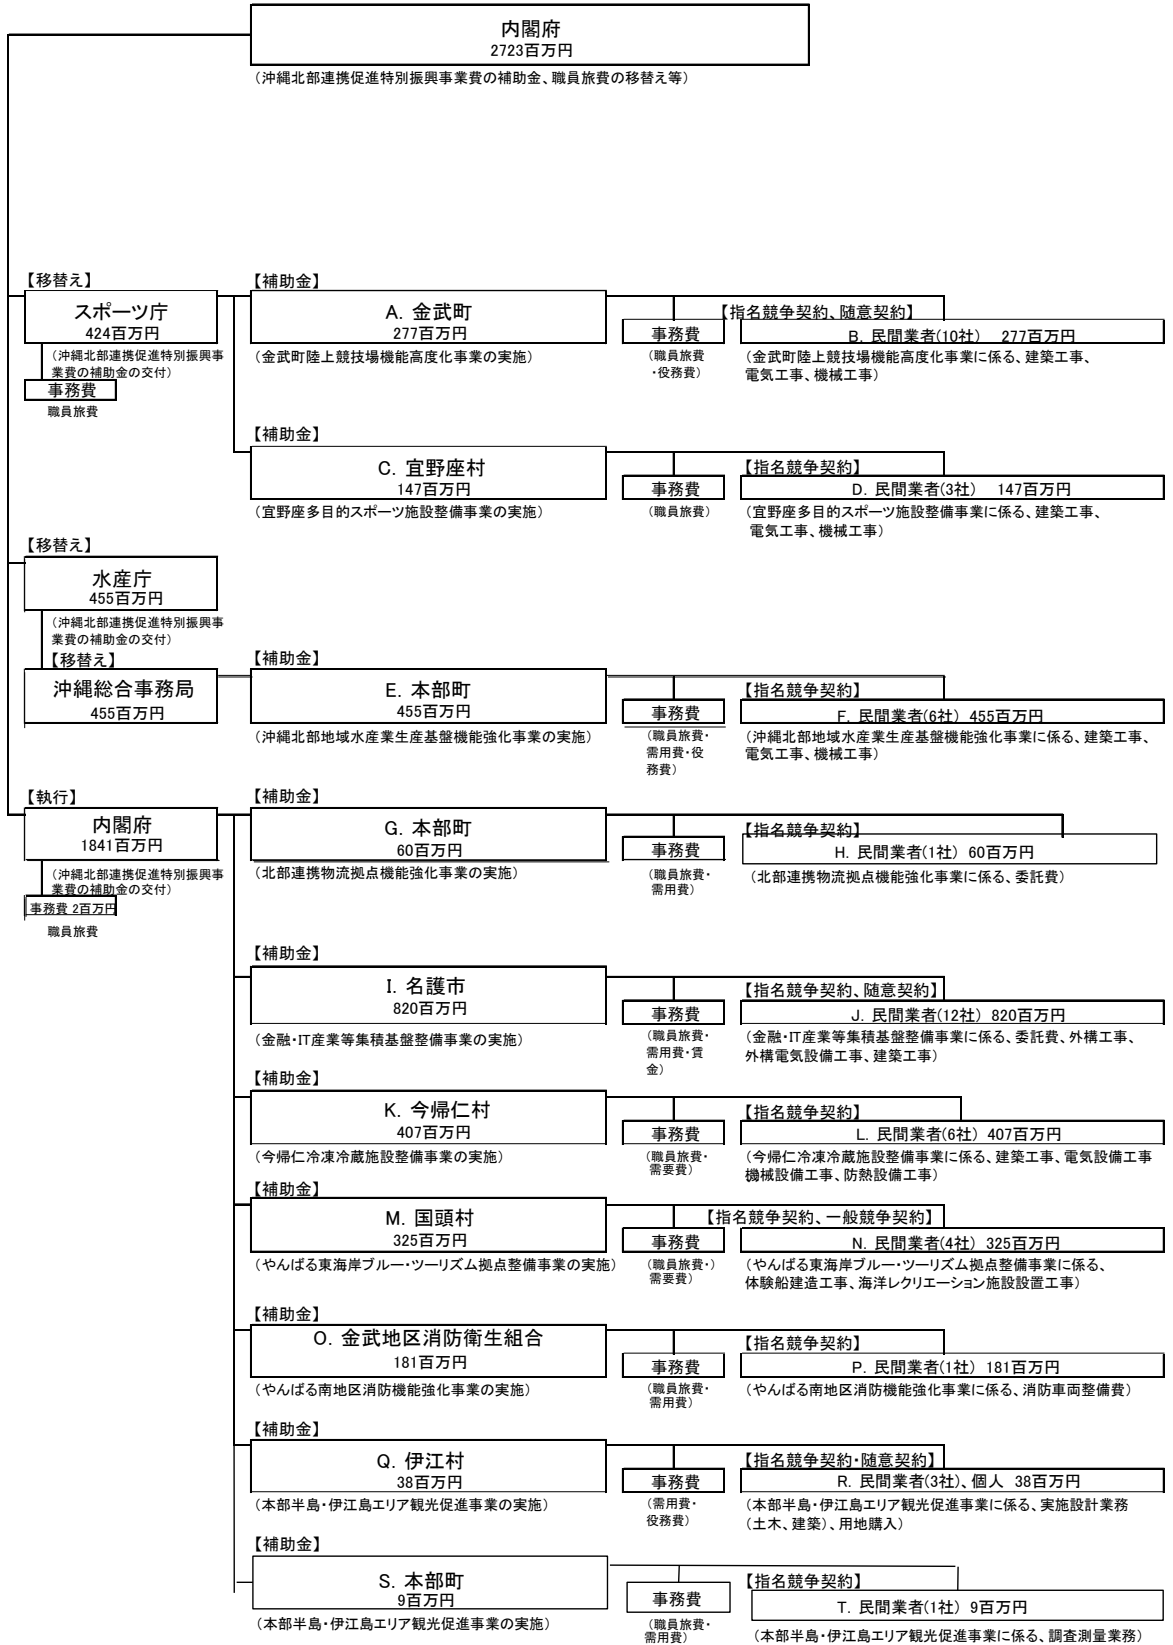 内閣府
2723百万円
（沖縄北部連携促進特別振興事業費の補助金、職員旅費の移替え等）
【移替え】
スポーツ庁
424百万円
（沖縄北部連携促進特別振興事
業費の補助金の交付）
事務費
職員旅費
【補助金】
A. 金武町
277百万円
（金武町陸上競技場機能高度化事業の実施）
事務費
（職員旅費
・役務費）
【指名競争契約、随意契約】
B. 民間業者(10社) 277百万円
（金武町陸上競技場機能高度化事業に係る、建築工事、
電気工事、機械工事）
【補助金】
C. 宜野座村
147百万円
（宜野座多目的スポーツ施設整備事業の実施）
事務費
（職員旅費）
【指名競争契約】
D. 民間業者(3社) 147百万円
（宜野座多目的スポーツ施設整備事業に係る、建築工事、
電気工事、機械工事）
【移替え】
水産庁
455百万円
（沖縄北部連携促進特別振興事
業費の補助金の交付）
【移替え】
沖縄総合事務局
455百万円
【補助金】
E. 本部町
455百万円
（沖縄北部地域水産業生産基盤機能強化事業の実施）
事務費
（職員旅費・
需用費・役
務費）
【指名競争契約】
F. 民間業者(6社) 455百万円
（沖縄北部地域水産業生産基盤機能強化事業に係る、建築工事、
電気工事、機械工事）
【執行】
内閣府
1841百万円
（沖縄北部連携促進特別振興事
業費の補助金の交付）
事務費 2百万円
職員旅費
【補助金】
G. 本部町
60百万円
（北部連携物流拠点機能強化事業の実施）
事務費
（職員旅費・
需用費）
【指名競争契約】
H. 民間業者(1社) 60百万円
（北部連携物流拠点機能強化事業に係る、委託費）
【補助金】
I. 名護市
820百万円
（金融・IT産業等集積基盤整備事業の実施）
事務費
（職員旅費・
需用費・賃
金）
【指名競争契約、随意契約】
J. 民間業者(12社) 820百万円
（金融・IT産業等集積基盤整備事業に係る、委託費、外構工事、
外構電気設備工事、建築工事）
【補助金】
K. 今帰仁村
407百万円
（今帰仁冷凍冷蔵施設整備事業の実施）
事務費
（職員旅費・
需要費）
【指名競争契約】
L. 民間業者(6社) 407百万円
（今帰仁冷凍冷蔵施設整備事業に係る、建築工事、電気設備工事
機械設備工事、防熱設備工事）
【補助金】
M. 国頭村
325百万円
（やんばる東海岸ブルー・ツーリズム拠点整備事業の実施）
事務費
（職員旅費・）
需要費）
【指名競争契約、一般競争契約】
N. 民間業者(4社) 325百万円
（やんばる東海岸ブルー・ツーリズム拠点整備事業に係る、
体験船建造工事、海洋レクリエーション施設設置工事）
【補助金】
O. 金武地区消防衛生組合
181百万円
（やんばる南地区消防機能強化事業の実施）
事務費
（職員旅費・
需用費）
【指名競争契約】
P. 民間業者(1社) 181百万円
（やんばる南地区消防機能強化事業に係る、消防車両整備費）
【補助金】
Q. 伊江村
38百万円
（本部半島・伊江島エリア観光促進事業の実施）
事務費
（需用費・
役務費）
【指名競争契約・随意契約】
R. 民間業者(3社)、個人 38百万円
（本部半島・伊江島エリア観光促進事業に係る、実施設計業務
（土木、建築）、用地購入）
【補助金】
S. 本部町
9百万円
（本部半島・伊江島エリア観光促進事業の実施）
事務費
（職員旅費・
需用費）
【指名競争契約】
T. 民間業者(1社) 9百万円
（本部半島・伊江島エリア観光促進事業に係る、調査測量業務）